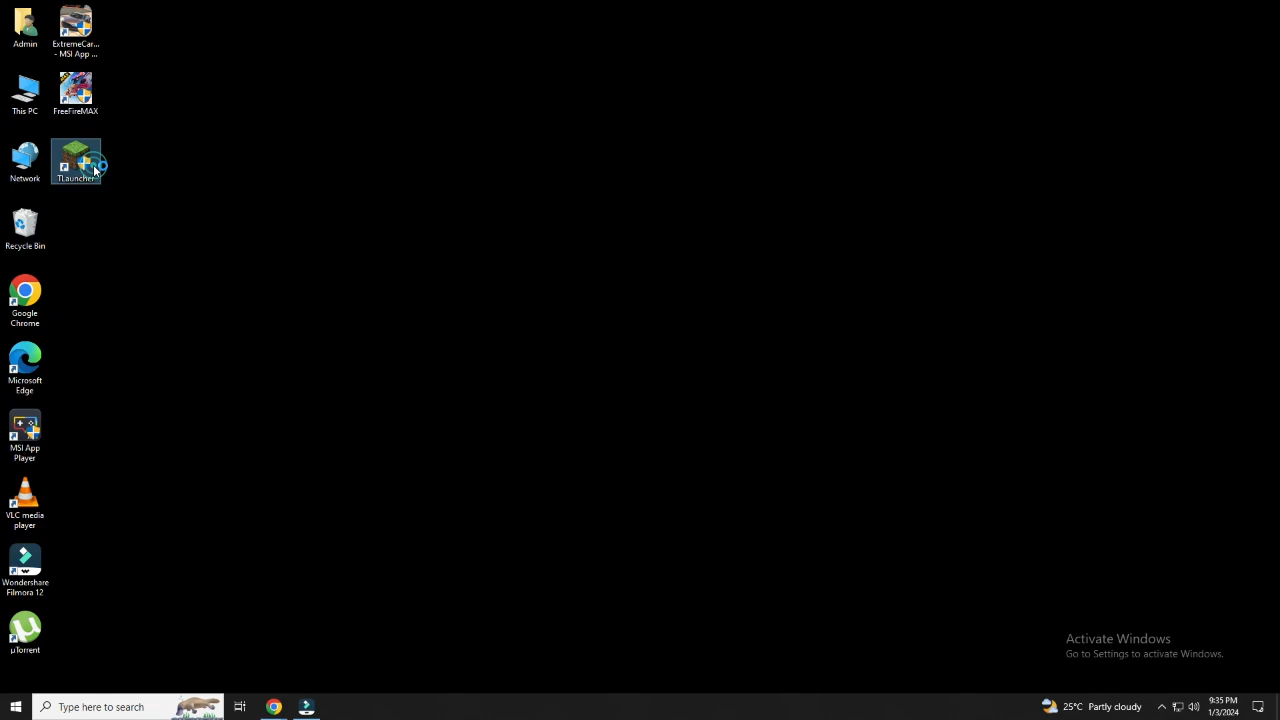 Admin
ExtremeCar...
- MSI App ...
This PC
FreeFireMAX
Network
TLauncher
Recycle Bin
Google
Chrome
Microsoft
Edge
MSI App
Player
VLC media
player
Wondershare
Filmora 12
µTorrent
Activate Windows
Go to Settings to activate Windows.
Type here to search
25°C Partly cloudy
9:35 PM
1/3/2024